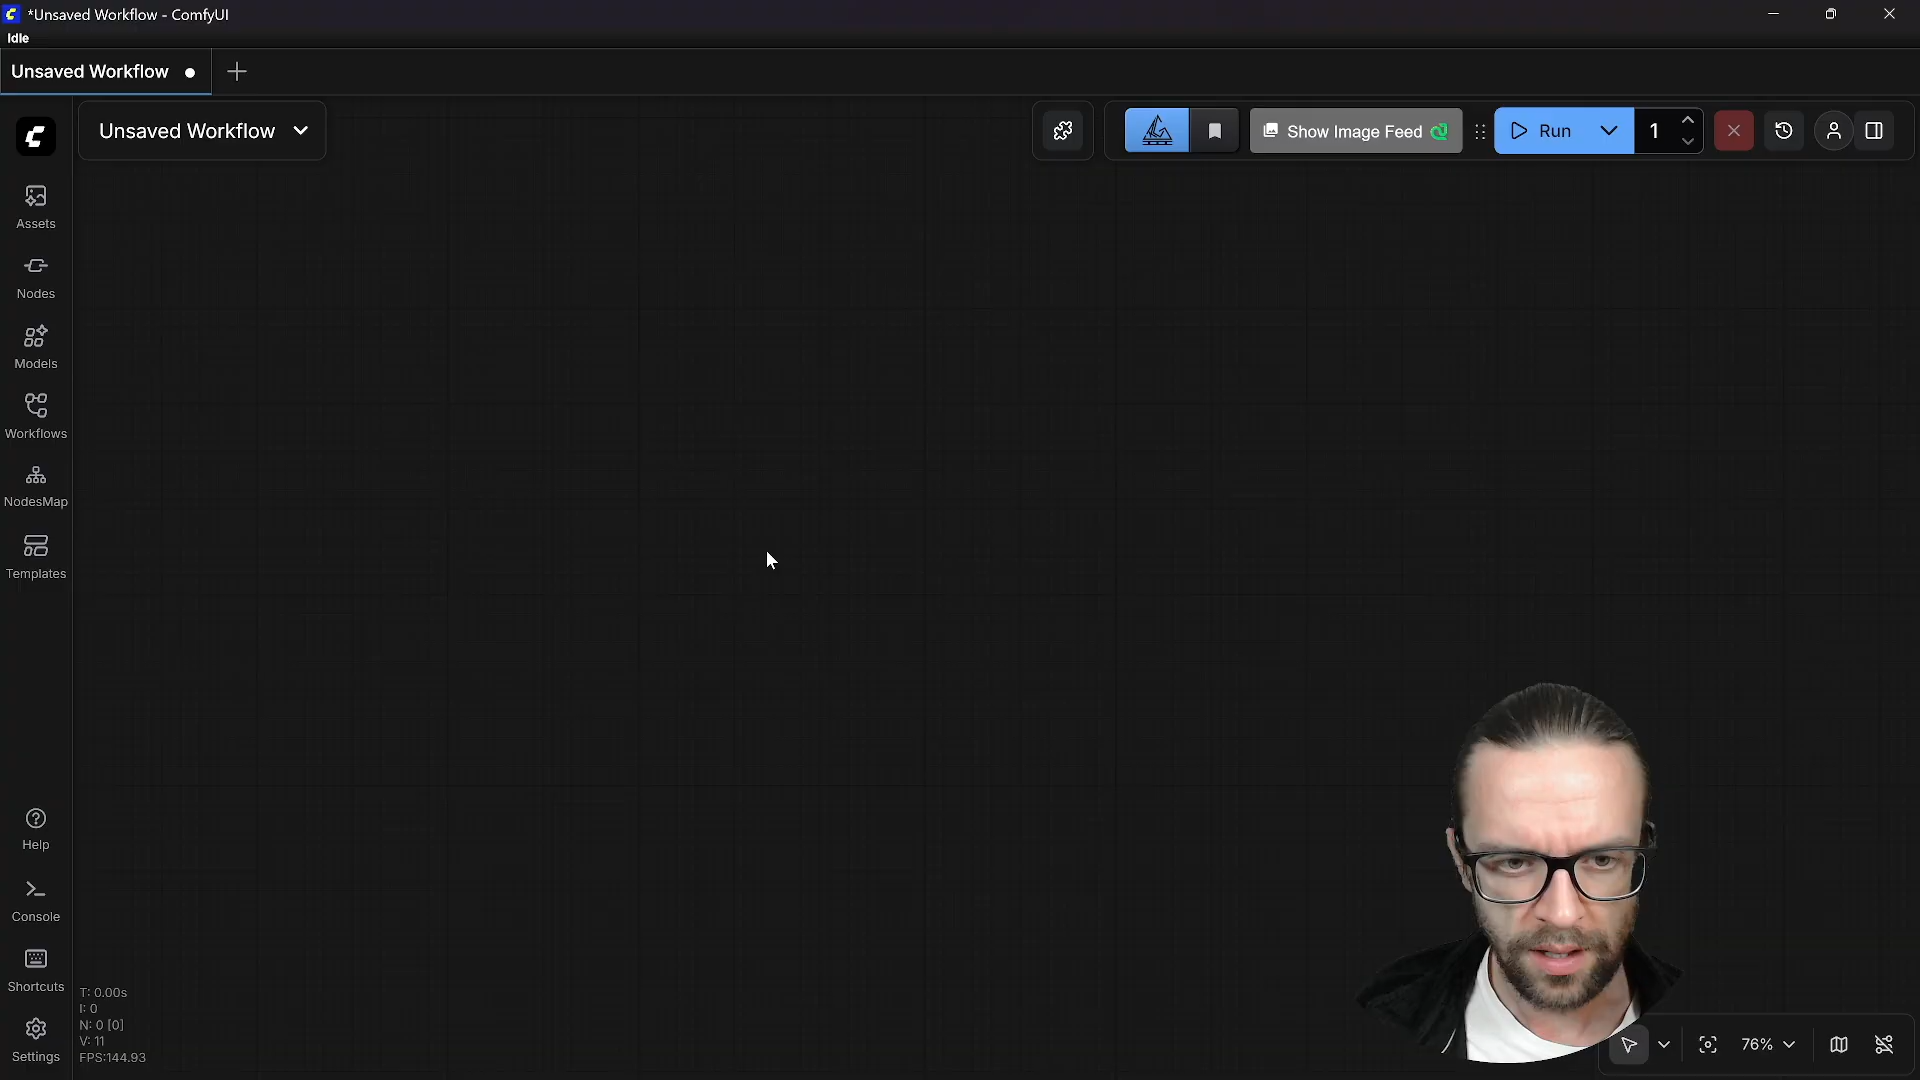 *Unsaved Workflow - ComfyUI
Idle
Unsaved Workflow
Unsaved Workflow
Show Image Feed
Run
1
Assets
Nodes
Models
Workflows
NodesMap
Templates
Help
Console
Shortcuts
Settings
T: 0.00s
I: 0
N: 0 [0]
V: 11
FPS:144.93
76%